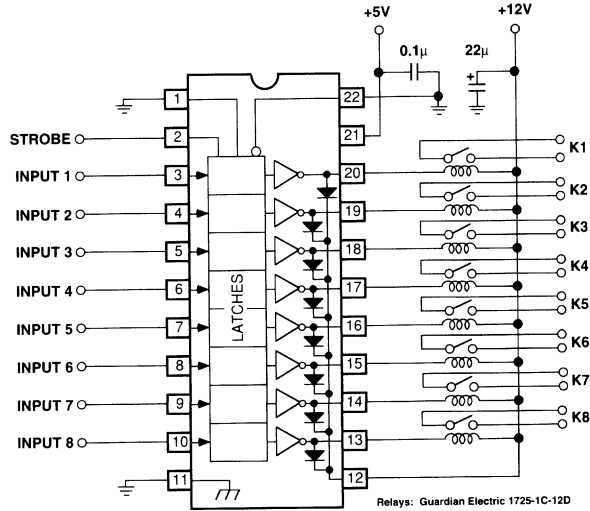 +5V
+12V
0.1μ
22μ
+
1
22
STROBE
2
21
INPUT 1
3
20
K1
INPUT 2
4
19
K2
INPUT 3
5
18
K3
INPUT 4
6
17
K4
LATCHES
INPUT 5
7
16
K5
INPUT 6
8
15
K6
INPUT 7
9
14
K7
INPUT 8
10
13
K8
11
12
Relays: Guardian Electric 1725-1C-12D